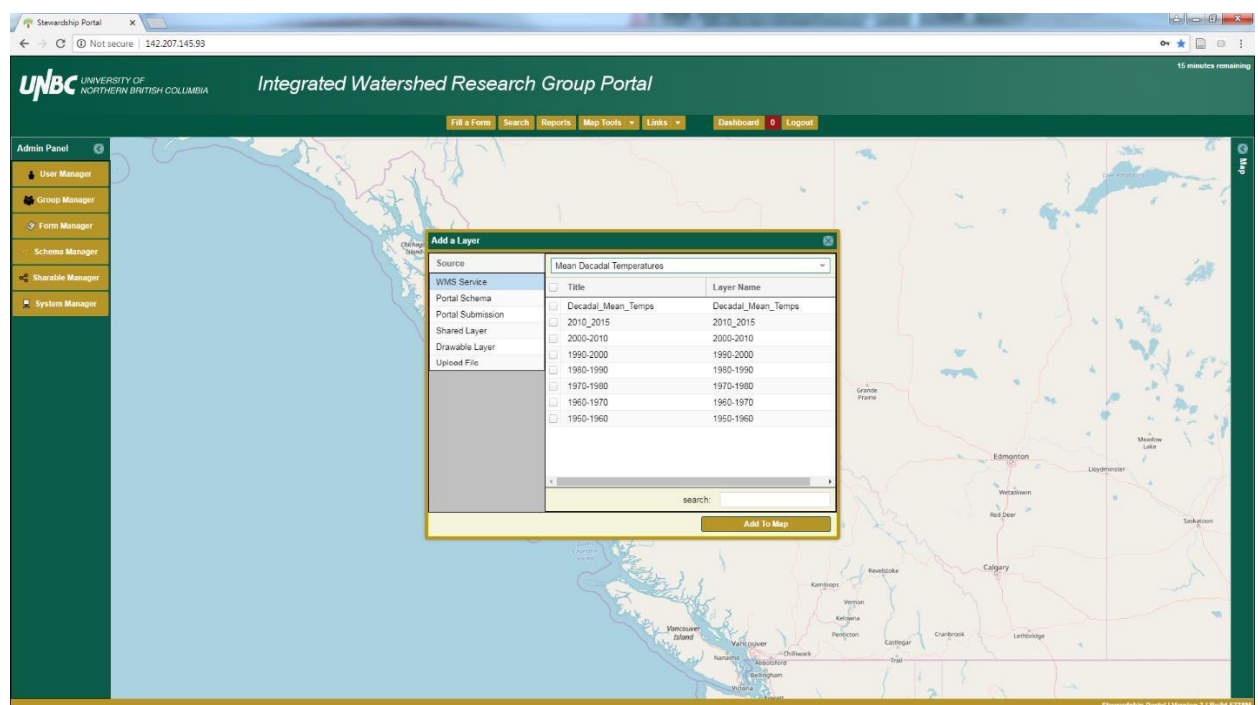 Stewardship Portal
Not secure | 142.207.145.93
15 minutes remaining
UNBC UNIVERSITY OF
NORTHERN BRITISH COLUMBIA
Integrated Watershed Research Group Portal
Fill a Form Search Reports Map Tools Links Dashboard 0 Logout
Admin Panel
Map
User Manager
Group Manager
Form Manager
Schema Manager
Sharable Manager
System Manager
Add a Layer
Source
Mean Decadal Temperatures
WMS Service
Portal Schema
Portal Submission
Shared Layer
Drawable Layer
Upload File
Title Layer Name
Decadal_Mean_Temps Decadal_Mean_Temps
2010_2015 2010_2015
2000-2010 2000-2010
1990-2000 1990-2000
1980-1990 1980-1990
1970-1980 1970-1980
1960-1970 1960-1970
1950-1960 1950-1960
search:
Add To Map
Grande
Prairie
Meadow
Lake
Edmonton
Lloydminster
Wetaskiwin
Red Deer
Saskatoon
Calgary
Revelstoke
Kamloops
Vernon
Kelowna
Penticton
Castlegar
Cranbrook
Lethbridge
Trail
Vancouver
Island
Vancouver
Chilliwack
Nanaimo
Abbotsford
Bellingham
Victoria
Stewardship Portal | Version 2 | Build